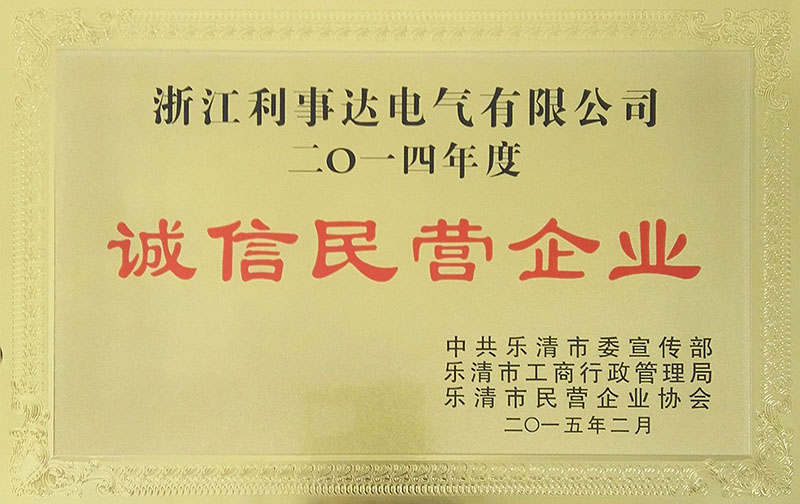 浙江利事达电气有限公司
二〇一四年度
诚信民营企业
中共乐清市委宣传部
乐清市工商行政管理局
乐清市民营企业协会
二〇一五年二月